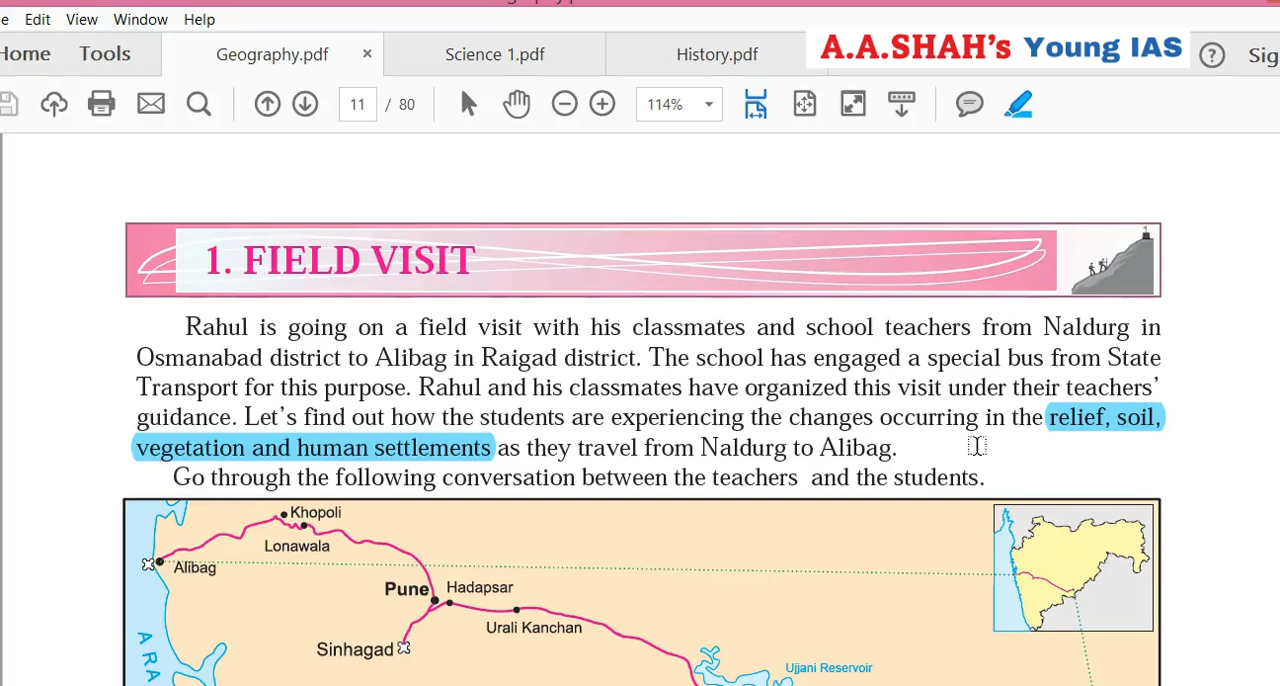 e Edit View Window Help
Home Tools Geography.pdf × Science 1.pdf History.pdf A.A.SHAH's Young IAS ? Sig
11 / 80 114%
1. FIELD VISIT
Rahul is going on a field visit with his classmates and school teachers from Naldurg in
Osmanabad district to Alibag in Raigad district. The school has engaged a special bus from State
Transport for this purpose. Rahul and his classmates have organized this visit under their teachers’
guidance. Let’s find out how the students are experiencing the changes occurring in the relief, soil,
vegetation and human settlements as they travel from Naldurg to Alibag.
Go through the following conversation between the teachers and the students.
Khopoli
Lonawala
Alibag
Pune Hadapsar
Urali Kanchan
Sinhagad
Ujjani Reservoir
ARA